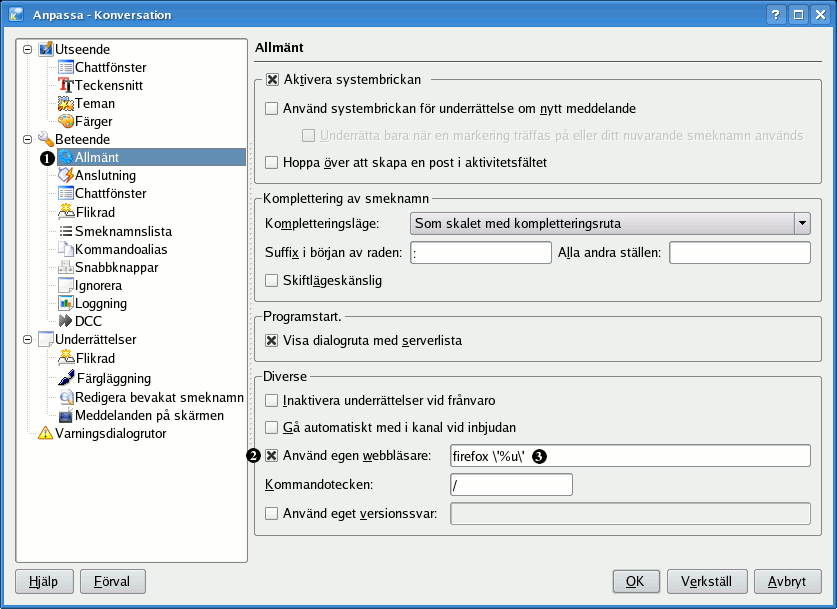 Anpassa - Konversation
Utseende
Chattfönster
Teckensnitt
Teman
Färger
Beteende
1 Allmänt
Anslutning
Chattfönster
Flikrad
Smeknamnslista
Kommandoalias
Snabbknappar
Ignorera
Loggning
DCC
Underrättelser
Flikrad
Färgläggning
Redigera bevakat smeknamn
Meddelanden på skärmen
Varningsdialogrutor
Allmänt
Aktivera systembrickan
Använd systembrickan för underrättelse om nytt meddelande
Underrätta bara när en markering träffas på eller ditt nuvarande smeknamn används
Hoppa över att skapa en post i aktivitetsfältet
Komplettering av smeknamn
Kompletteringsläge: Som skalet med kompletteringsruta
Suffix i början av raden: : Alla andra ställen:
Skiftlägeskänslig
Programstart.
Visa dialogruta med serverlista
Diverse
Inaktivera underrättelser vid frånvaro
Gå automatiskt med i kanal vid inbjudan
2 Använd egen webbläsare: firefox \'%u\' 3
Kommandotecken: /
Använd eget versionssvar:
Hjälp Förval OK Verkställ Avbryt